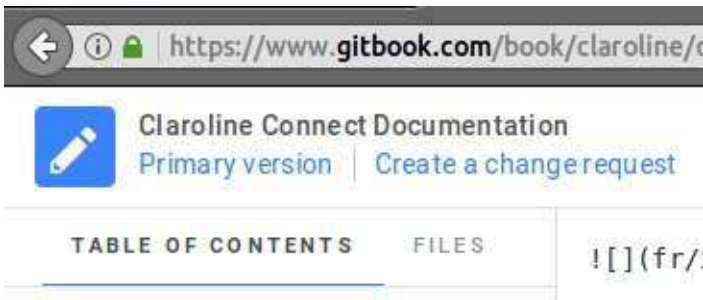 https://www.gitbook.com/book/claroline/
Claroline Connect Documentation
Primary version | Create a change request
TABLE OF CONTENTS FILES
![](fr/